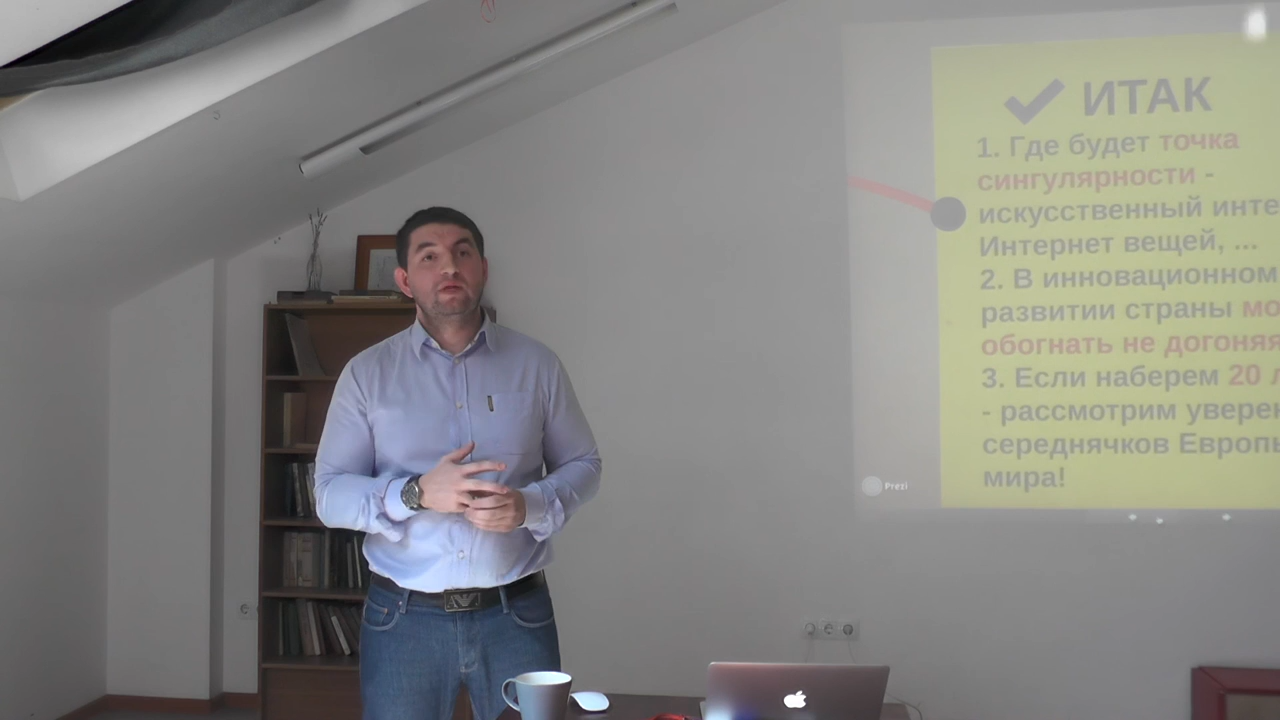 ИТАК
1. Где будет точка
сингулярности -
искусственный инте
Интернет вещей, ...
2. В инновационном
развитии страны мо
обогнать не догоняя
3. Если наберем 20 л
- рассмотрим уверен
середнячков Европы
мира!
Prezi